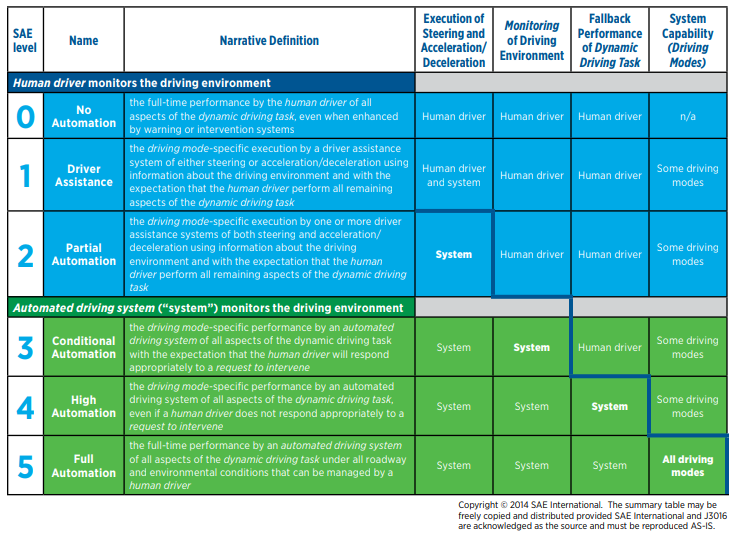 SAE level
Name
Narrative Definition
Execution of Steering and Acceleration/ Deceleration
Monitoring of Driving Environment
Fallback Performance of Dynamic Driving Task
System Capability (Driving Modes)
Human driver monitors the driving environment
0
No Automation
the full-time performance by the human driver of all
aspects of the dynamic driving task, even when enhanced
by warning or intervention systems
Human driver
Human driver
Human driver
n/a
1
Driver Assistance
the driving mode-specific execution by a driver assistance
system of either steering or acceleration/deceleration using
information about the driving environment and with the
expectation that the human driver perform all remaining
aspects of the dynamic driving task
Human driver and system
Human driver
Human driver
Some driving modes
2
Partial Automation
the driving mode-specific execution by one or more driver
assistance systems of both steering and acceleration/
deceleration using information about the driving
environment and with the expectation that the human
driver perform all remaining aspects of the dynamic driving
task
System
Human driver
Human driver
Some driving modes
Automated driving system (“system”) monitors the driving environment
3
Conditional Automation
the driving mode-specific performance by an automated
driving system of all aspects of the dynamic driving task
with the expectation that the human driver will respond
appropriately to a request to intervene
System
System
Human driver
Some driving modes
4
High Automation
the driving mode-specific performance by an automated
driving system of all aspects of the dynamic driving task,
even if a human driver does not respond appropriately to a
request to intervene
System
System
System
Some driving modes
5
Full Automation
the full-time performance by an automated driving system
of all aspects of the dynamic driving task under all roadway
and environmental conditions that can be managed by a
human driver
System
System
System
All driving modes
Copyright © 2014 SAE International. The summary table may be
freely copied and distributed provided SAE International and J3016
are acknowledged as the source and must be reproduced AS-IS.